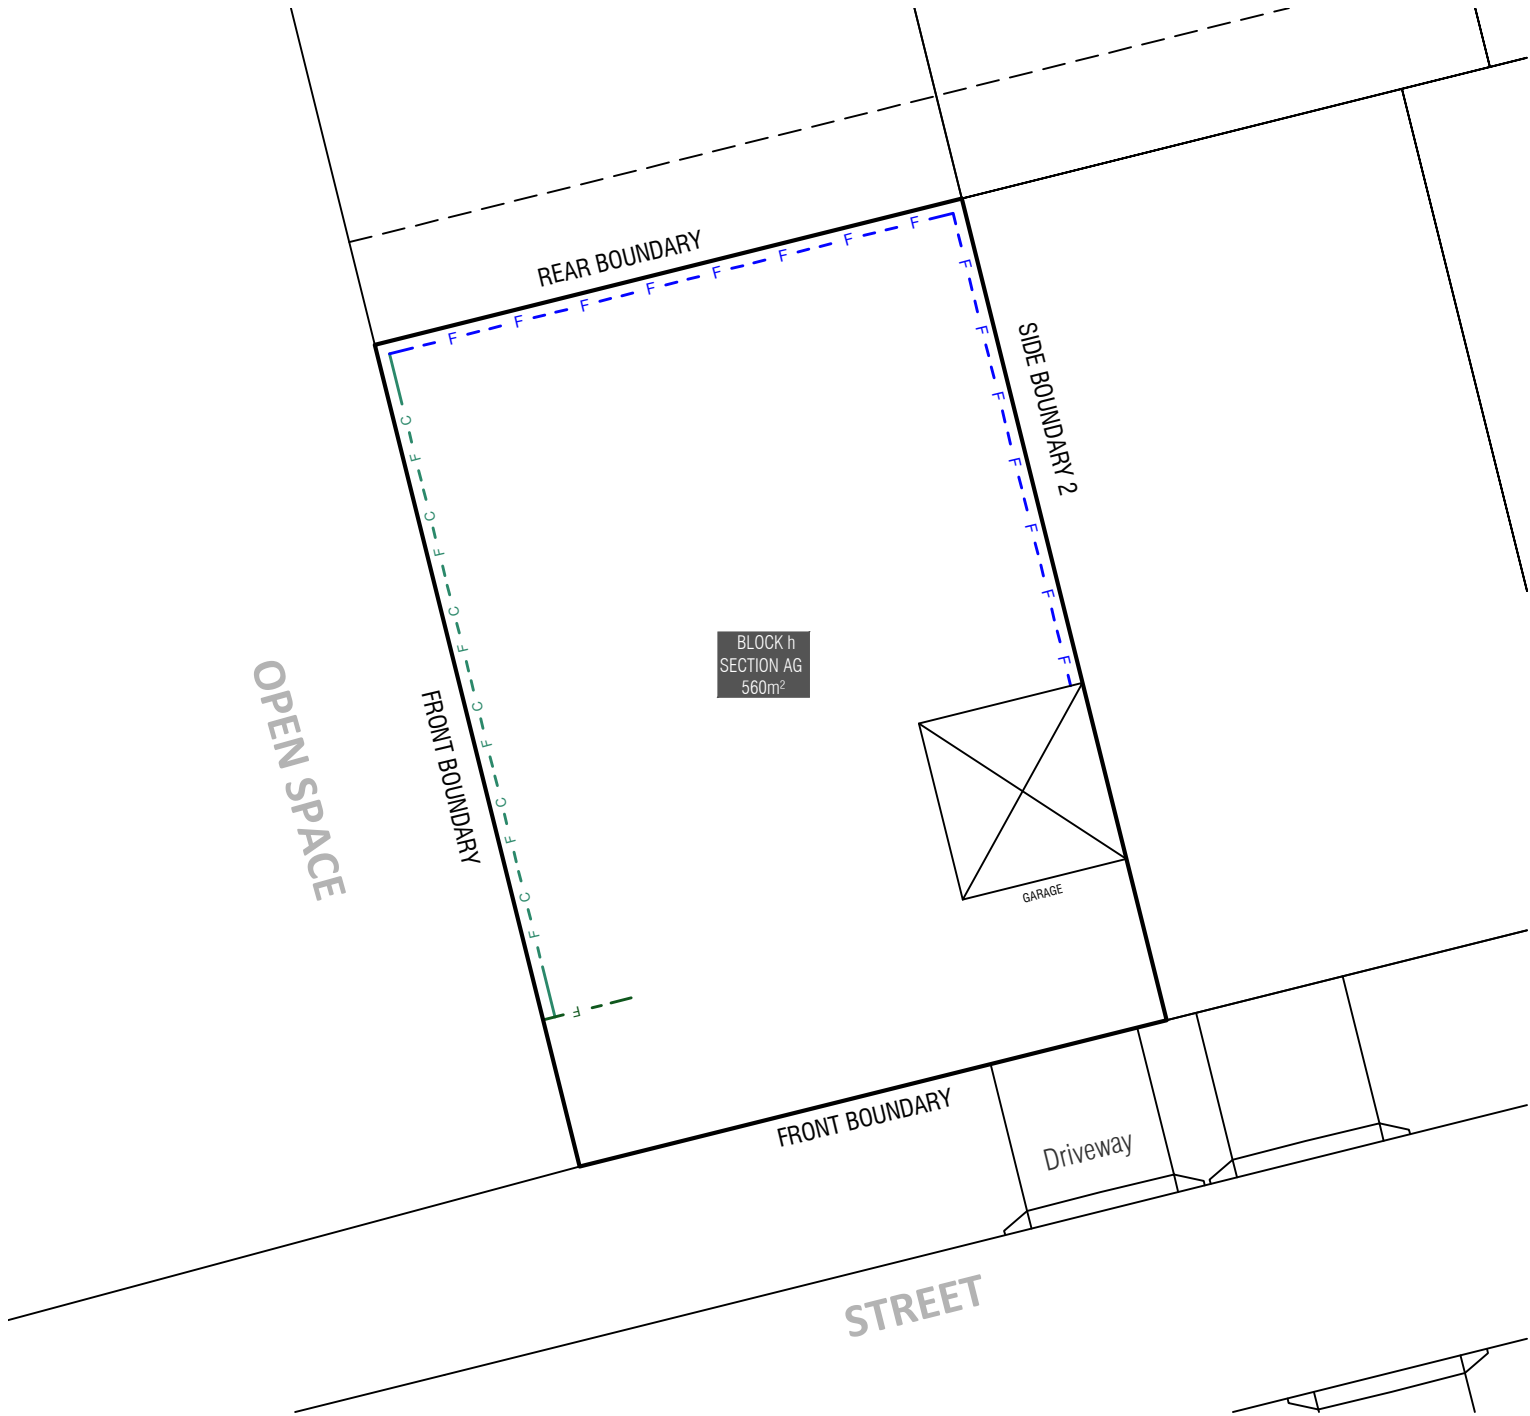 REAR BOUNDARY
F F F F F F F F
F F F F F F F
SIDE BOUNDARY 2
C F C F C F C F C F C F
BLOCK h
SECTION AG
560m²
OPEN SPACE
FRONT BOUNDARY
GARAGE
F
FRONT BOUNDARY
Driveway
STREET